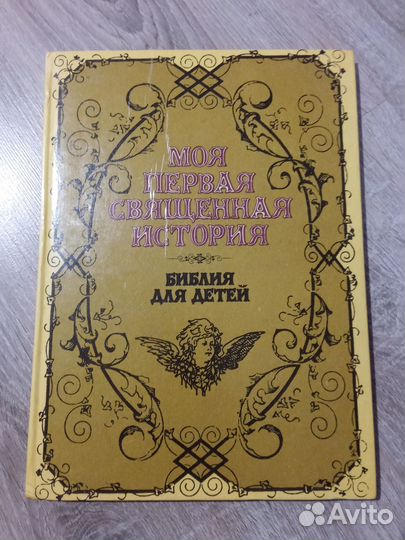 МОЯ
ПЕРВАЯ
СВЯЩЕННАЯ
ИСТОРИЯ
БИБЛИЯ
ДЛЯ ДЕТЕЙ
Avito